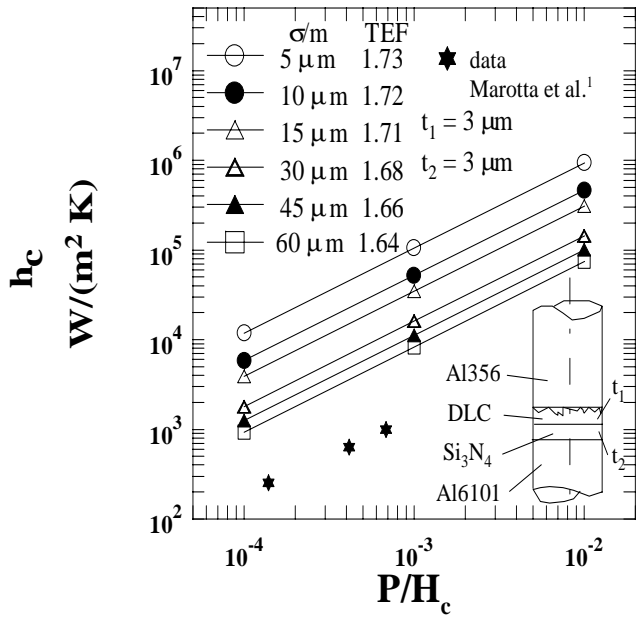 σ/m TEF
5 μm 1.73
10 μm 1.72
15 μm 1.71
30 μm 1.68
45 μm 1.66
60 μm 1.64
data
Marotta et al.¹
t₁ = 3 μm
t₂ = 3 μm
h_c
W/(m² K)
10⁷
10⁶
10⁵
10⁴
10³
10²
10⁻⁴ 10⁻³ 10⁻²
P/H_c
Al356
DLC
Si₃N₄
Al6101
t₁
t₂